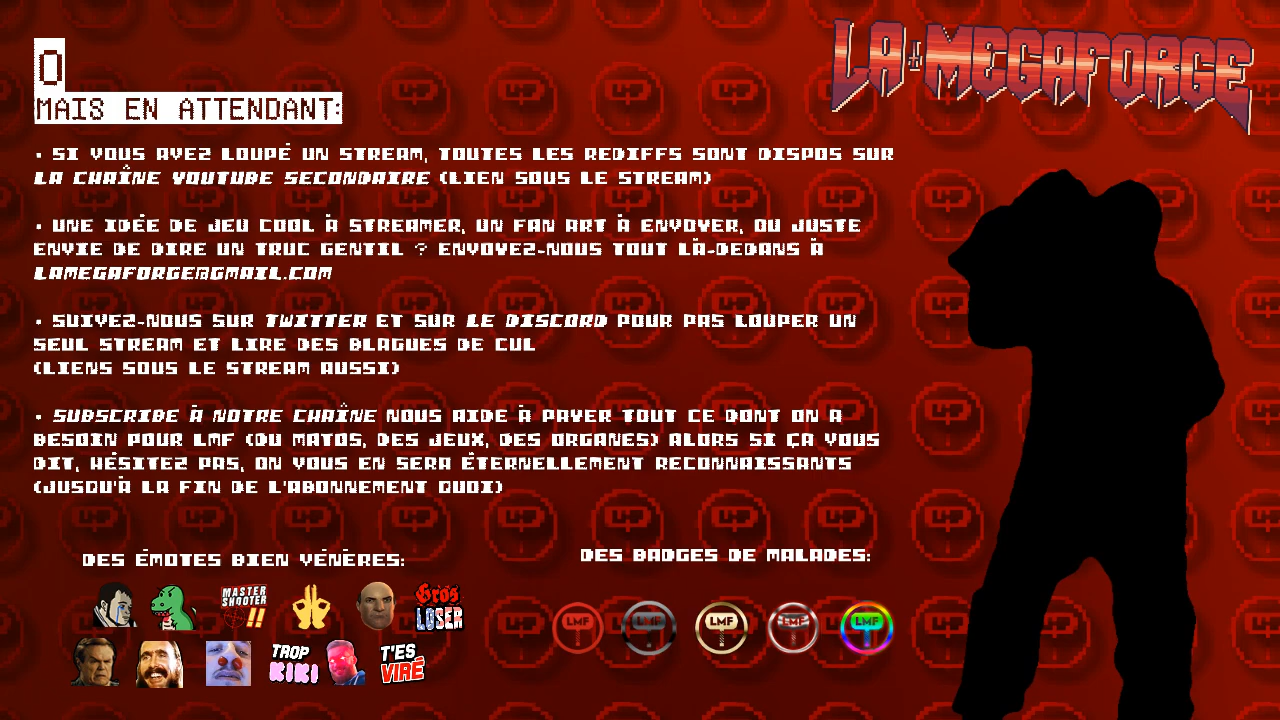 0
LA MEGAFORGE
MAIS EN ATTENDANT:
• SI VOUS AVEZ LOUPÉ UN STREAM, TOUTES LES REDIFFS SONT DISPOS SUR
LA CHAÎNE YOUTUBE SECONDAIRE (LIEN SOUS LE STREAM)
• UNE IDÉE DE JEU COOL À STREAMER, UN FAN ART À ENVOYER, OU JUSTE
ENVIE DE DIRE UN TRUC GENTIL ? ENVOYEZ-NOUS TOUT LÀ-DEDANS À
LAMEGAFORGE@GMAIL.COM
• SUIVEZ-NOUS SUR TWITTER ET SUR LE DISCORD POUR PAS LOUPER UN
SEUL STREAM ET LIRE DES BLAGUES DE CUL
(LIENS SOUS LE STREAM AUSSI)
• SUBSCRIBE À NOTRE CHAÎNE NOUS AIDE À PAYER TOUT CE DONT ON A
BESOIN POUR LMF (DU MATOS, DES JEUX, DES ORGANES) ALORS SI ÇA VOUS
DIT, HÉSITEZ PAS, ON VOUS EN SERA ÉTERNELLEMENT RECONNAISSANTS
(JUSQU'À LA FIN DE L'ABONNEMENT QUOI)
DES ÉMOTES BIEN VÉNÈRES:
DES BADGES DE MALADES:
MASTER
SHOOTER
GROS
LOSER
TROP
KIKI
T'ES
VIRÉ
LMF
LMF
LMF
LMF
LMF